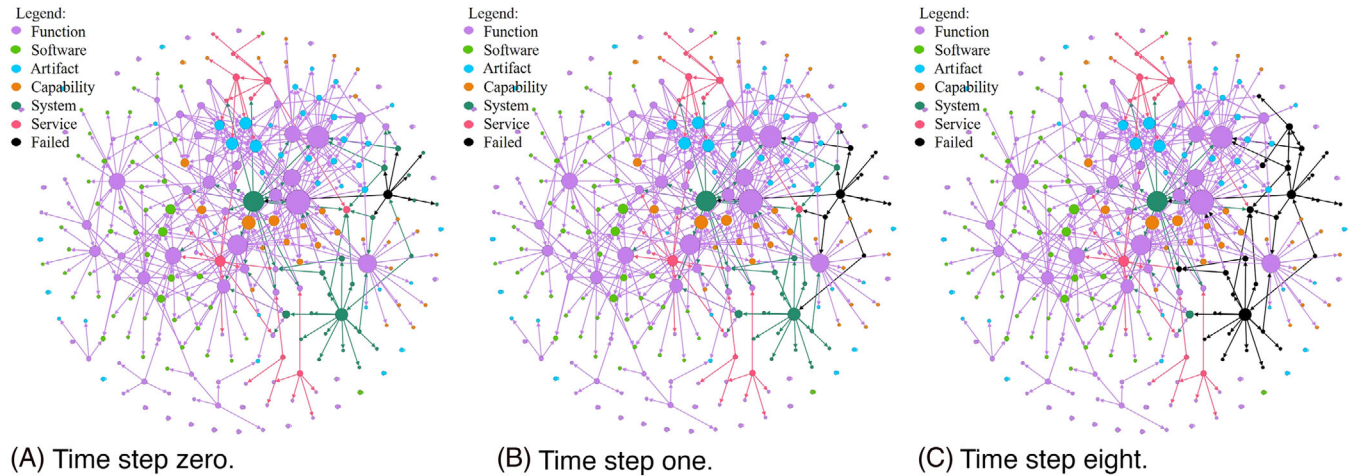 Legend:
Function
Software
Artifact
Capability
System
Service
Failed
(A) Time step zero.
Legend:
Function
Software
Artifact
Capability
System
Service
Failed
(B) Time step one.
Legend:
Function
Software
Artifact
Capability
System
Service
Failed
(C) Time step eight.